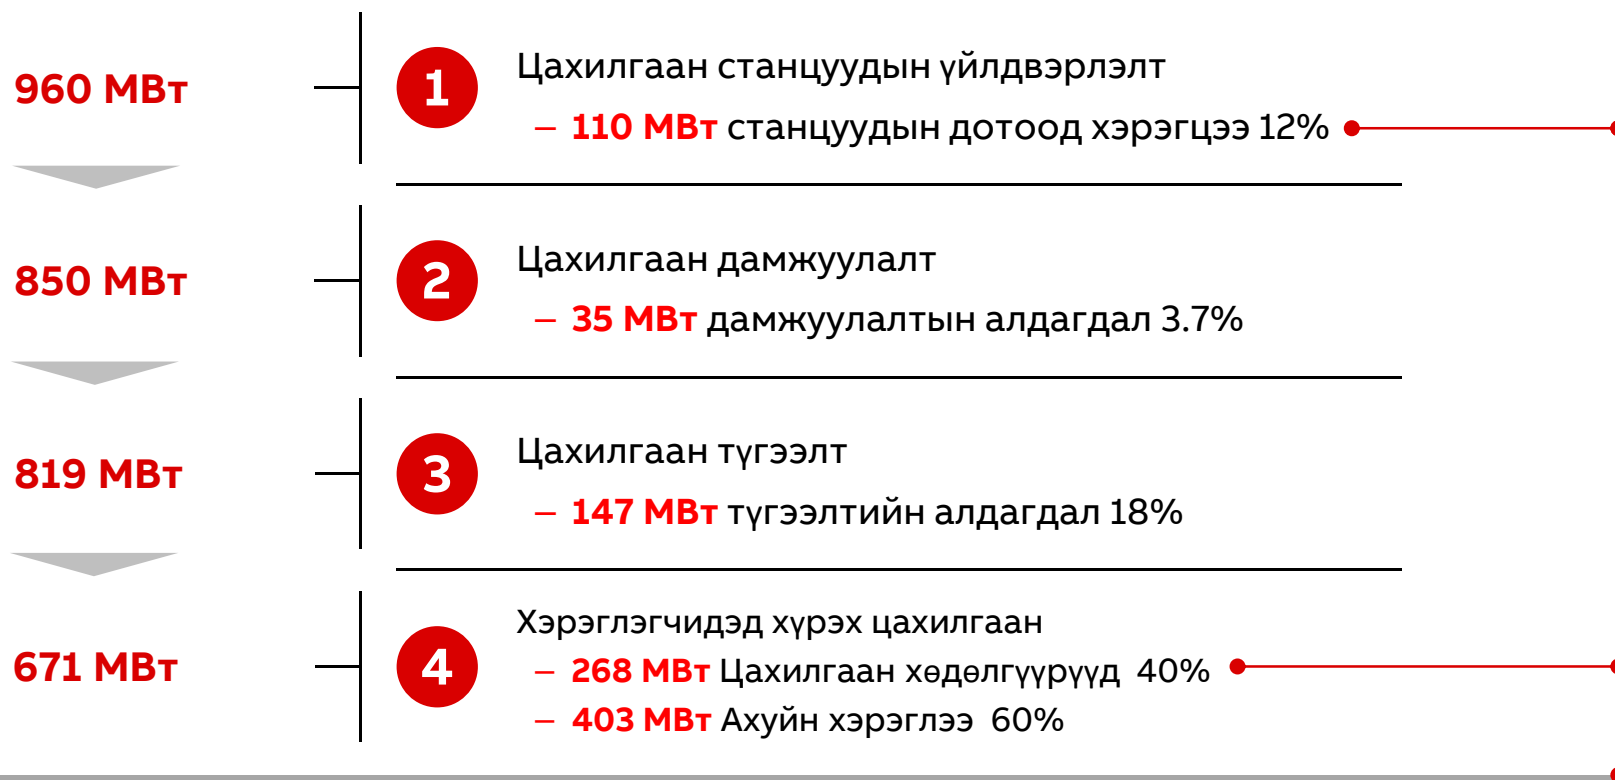 960 МВт
1
Цахилгаан станцуудын үйлдвэрлэлт
– 110 МВт станцуудын дотоод хэрэгцээ 12%
850 МВт
2
Цахилгаан дамжуулалт
– 35 МВт дамжуулалтын алдагдал 3.7%
819 МВт
3
Цахилгаан түгээлт
– 147 МВт түгээлтийн алдагдал 18%
671 МВт
4
Хэрэглэгчидэд хүрэх цахилгаан
– 268 МВт Цахилгаан хөдөлгүүрүүд 40%
– 403 МВт Ахуйн хэрэглээ 60%